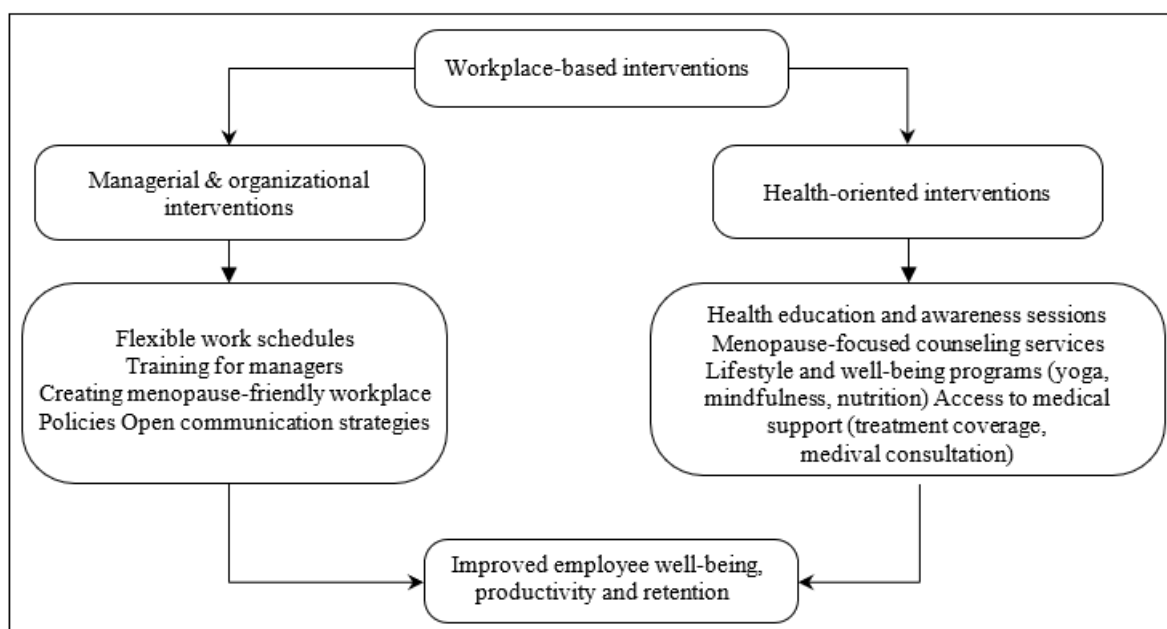 Workplace-based interventions
Managerial & organizational
interventions
Health-oriented interventions
Flexible work schedules
Training for managers
Creating menopause-friendly workplace
Policies Open communication strategies
Health education and awareness sessions
Menopause-focused counseling services
Lifestyle and well-being programs (yoga,
mindfulness, nutrition) Access to medical
support (treatment coverage,
medival consultation)
Improved employee well-being,
productivity and retention